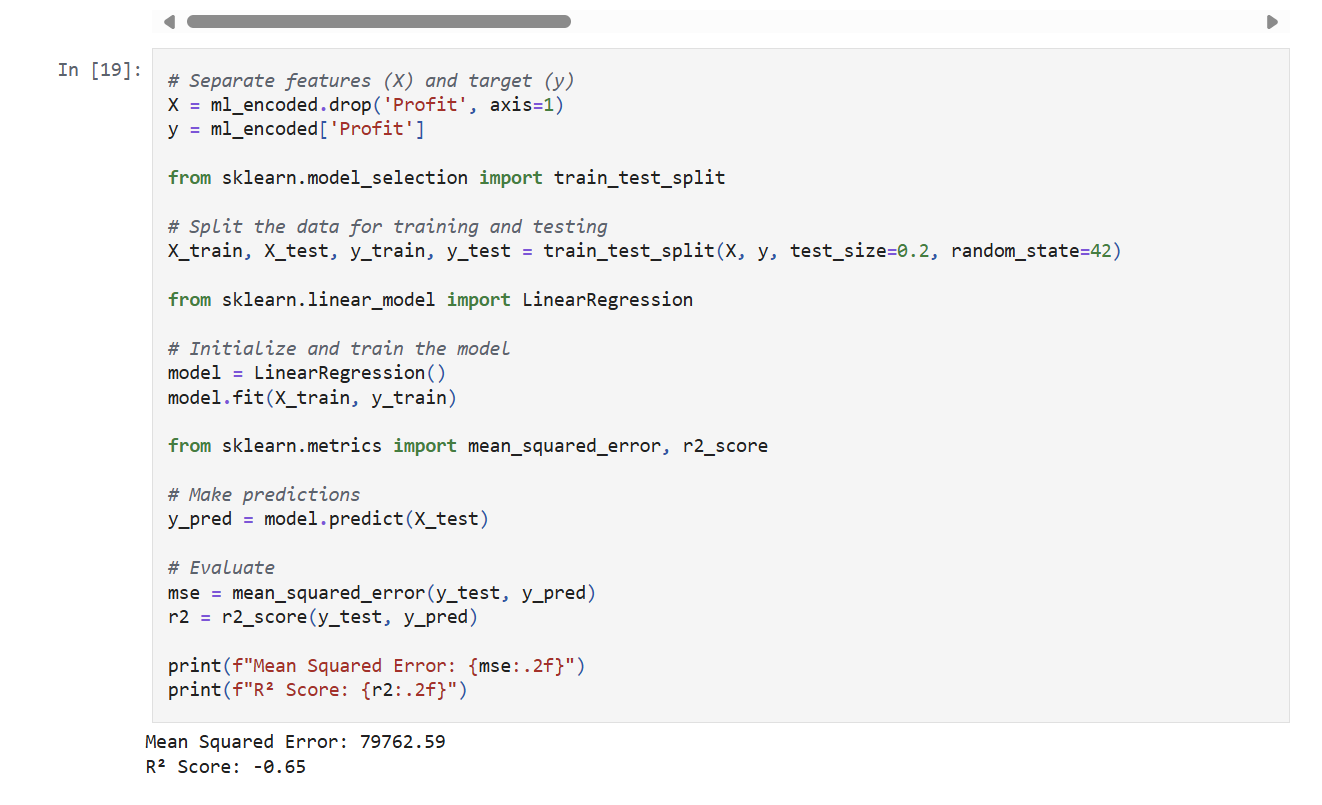 In [19]:
# Separate features (X) and target (y)
X = ml_encoded.drop('Profit', axis=1)
y = ml_encoded['Profit']
from sklearn.model_selection import train_test_split
# Split the data for training and testing
X_train, X_test, y_train, y_test = train_test_split(X, y, test_size=0.2, random_state=42)
from sklearn.linear_model import LinearRegression
# Initialize and train the model
model = LinearRegression()
model.fit(X_train, y_train)
from sklearn.metrics import mean_squared_error, r2_score
# Make predictions
y_pred = model.predict(X_test)
# Evaluate
mse = mean_squared_error(y_test, y_pred)
r2 = r2_score(y_test, y_pred)
print(f"Mean Squared Error: {mse:.2f}")
print(f"R² Score: {r2:.2f}")
Mean Squared Error: 79762.59
R² Score: -0.65